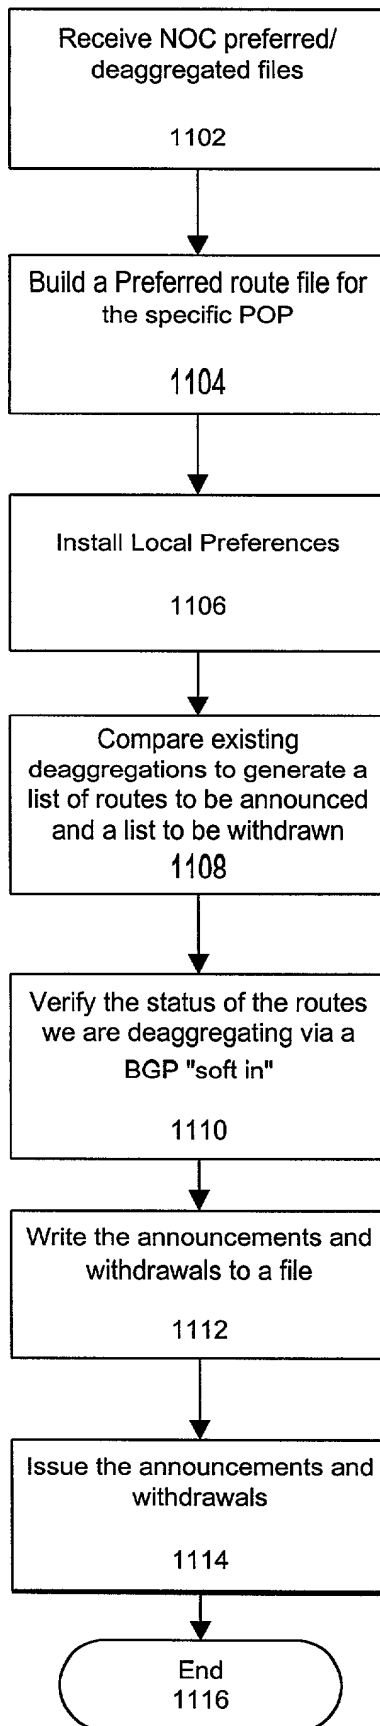 Receive NOC preferred/
deaggregated files
1102
Build a Preferred route file for
the specific POP
1104
Install Local Preferences
1106
Compare existing
deaggregations to generate a
list of routes to be announced
and a list to be withdrawn
1108
Verify the status of the routes
we are deaggregating via a
BGP "soft in"
1110
Write the announcements and
withdrawals to a file
1112
Issue the announcements and
withdrawals
1114
End
1116